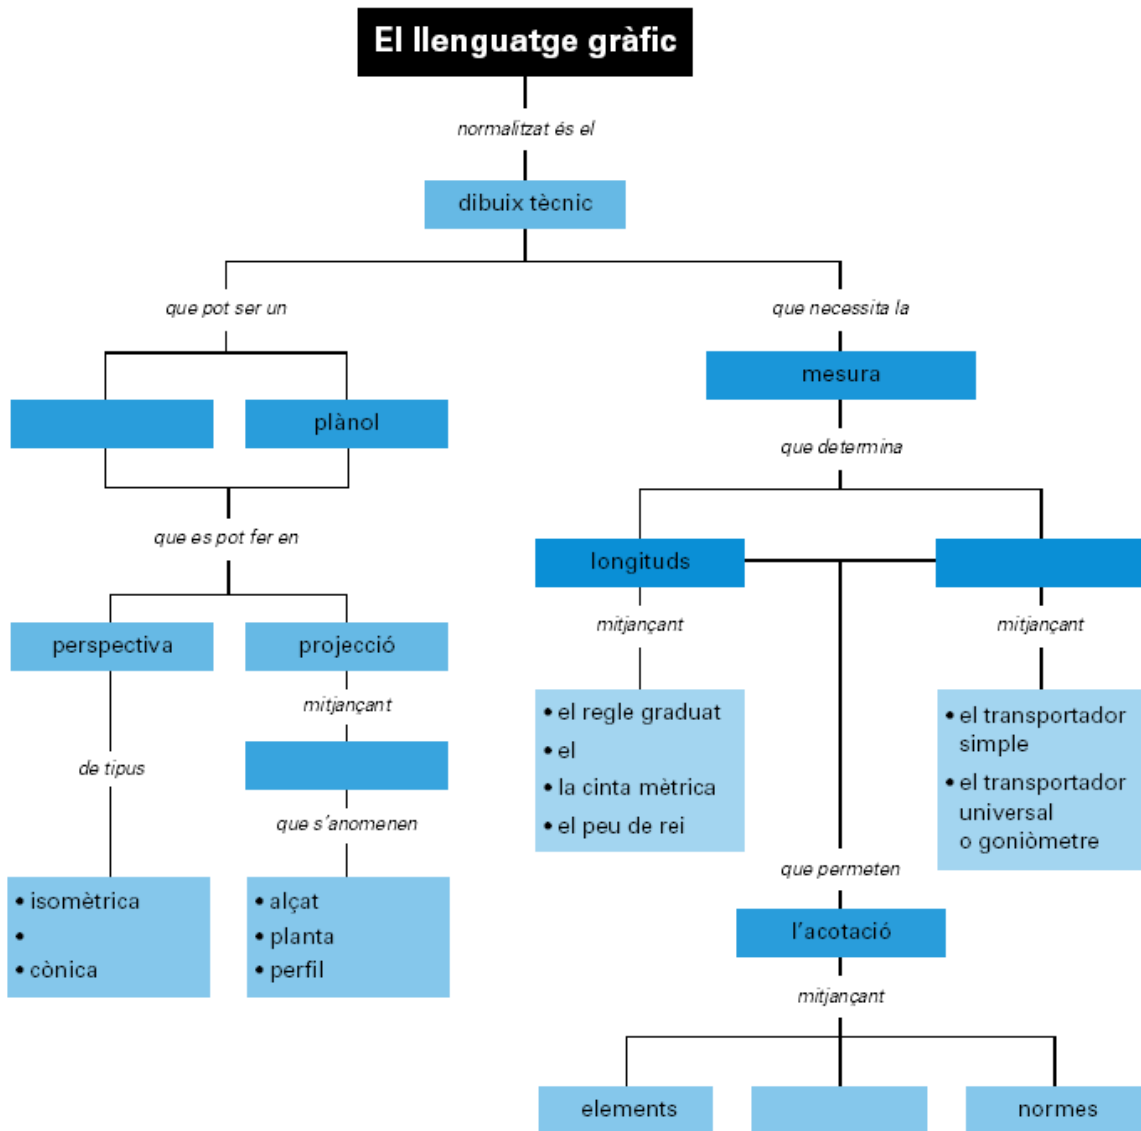 El llenguatge gràfic
normalitzat és el
dibuix tècnic
que pot ser un
que necessita la
mesura
plànol
que determina
que es pot fer en
longituds
mitjançant
mitjançant
perspectiva
projecció
mitjançant
de tipus
que s'anomenen
• el regle graduat
• el
• la cinta mètrica
• el peu de rei
• el transportador
simple
• el transportador
universal
o goniòmetre
• isomètrica
•
• cònica
• alçat
• planta
• perfil
que permeten
l'acotació
mitjançant
elements
normes